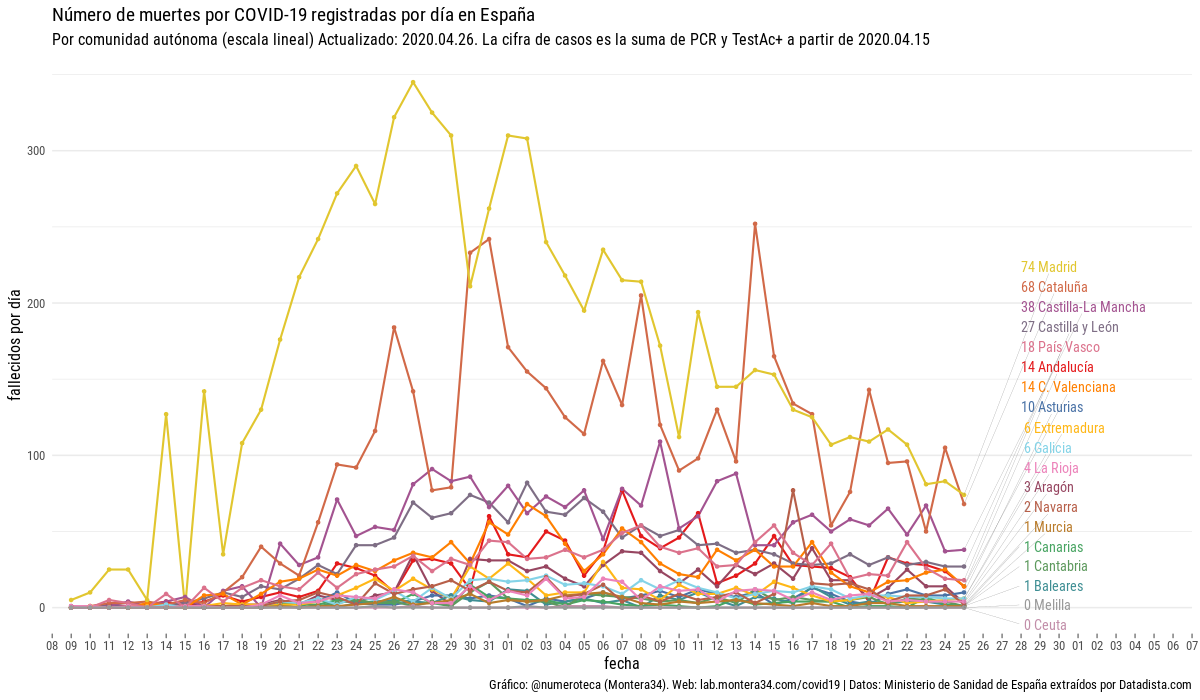 Número de muertes por COVID-19 registradas por día en España
Por comunidad autónoma (escala lineal) Actualizado: 2020.04.26. La cifra de casos es la suma de PCR y TestAc+ a partir de 2020.04.15
fallecidos por día
300
200
100
0
74 Madrid
68 Cataluña
38 Castilla-La Mancha
27 Castilla y León
18 País Vasco
14 Andalucía
14 C. Valenciana
10 Asturias
6 Extremadura
6 Galicia
4 La Rioja
3 Aragón
2 Navarra
1 Murcia
1 Canarias
1 Cantabria
1 Baleares
0 Melilla
0 Ceuta
08 09 10 11 12 13 14 15 16 17 18 19 20 21 22 23 24 25 26 27 28 29 30 31 01 02 03 04 05 06 07 08 09 10 11 12 13 14 15 16 17 18 19 20 21 22 23 24 25 26 27 28 29 30 01 02 03 04 05 06 07
fecha
Gráfico: @numeroteca (Montera34). Web: lab.montera34.com/covid19 | Datos: Ministerio de Sanidad de España extraídos por Datadista.com